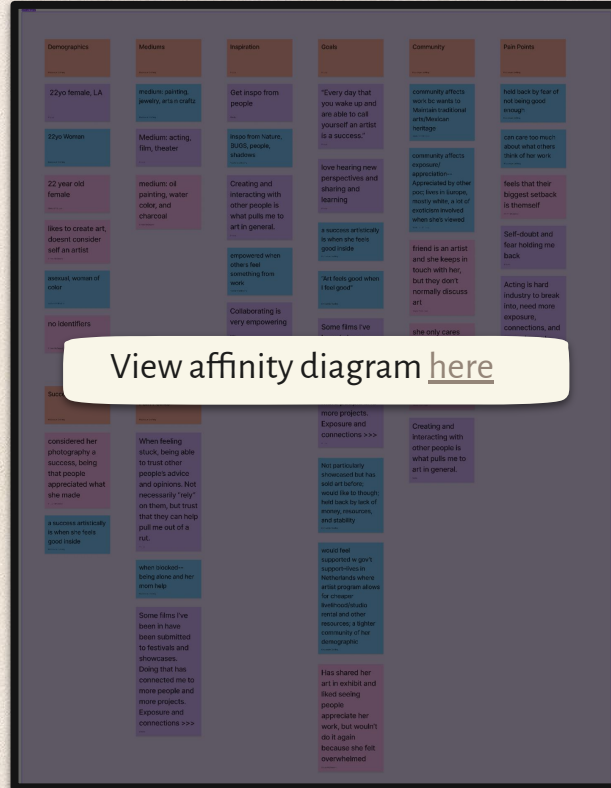 Demographics
22yo female, LA
22yo Woman
22 year old
female
likes to create art,
doesnt consider
self an artist
asexual, woman of
color
no identifiers
Mediums
medium: painting,
jewelry, arts n crafts
Medium: acting,
film, theater
medium: oil
painting, water
color, and
charcoal
Inspiration
Get inspo from
people
inspo from Nature,
BUGS, people,
shadows
Creating and
interacting with
other people is
what pulls me to
art in general.
empowered when
others feel
something from
work
Collaborating is
very empowering
Goals
"Every day that
you wake up and
are able to call
yourself an artist
is a success."
love hearing new
perspectives and
sharing and
learning
a success artistically
is when she feels
good inside
"Art feels good when
I feel good"
Some films I've
Community
community affects
work bc wants to
Maintain traditional
arts/Mexican
heritage
community affects
exposure/
appreciation--
Appreciated by other
poc; lives in Europe,
mostly white, a lot of
exoticism involved
when she's viewed
friend is an artist
and she keeps in
touch with her,
but they don't
normally discuss
art
she only cares
Pain Points
held back by fear of
not being good
enough
can care too much
about what others
think of her work
feels that their
biggest setback
is themself
Self-doubt and
fear holding me
back
Acting is hard
industry to break
into, need more
exposure,
connections, and
View affinity diagram here
considered her
photography a
success, being
that people
appreciated what
she made
a success artistically
is when she feels
good inside
When feeling
stuck, being able
to trust other
people's advice
and opinions. Not
necessarily "rely"
on them, but trust
that they can help
pull me out of a
rut.
when blocked--
being alone and her
mom help
Some films I've
been in have
been submitted
to festivals and
showcases.
Doing that has
connected me to
more people and
more projects.
Exposure and
connections >>>
more projects.
Exposure and
connections >>>
Not particularly
showcased but has
sold art before;
would like to though;
held back by lack of
money, resources,
and stability
would feel
supported w gov't
support--lives in
Netherlands where
artist program allows
for cheaper
livelihood/studio
rental and other
resources; a tighter
community of her
demographic
Has shared her
art in exhibit and
liked seeing
people
appreciate her
work, but wouln't
do it again
because she felt
overwhelmed
Creating and
interacting with
other people is
what pulls me to
art in general.